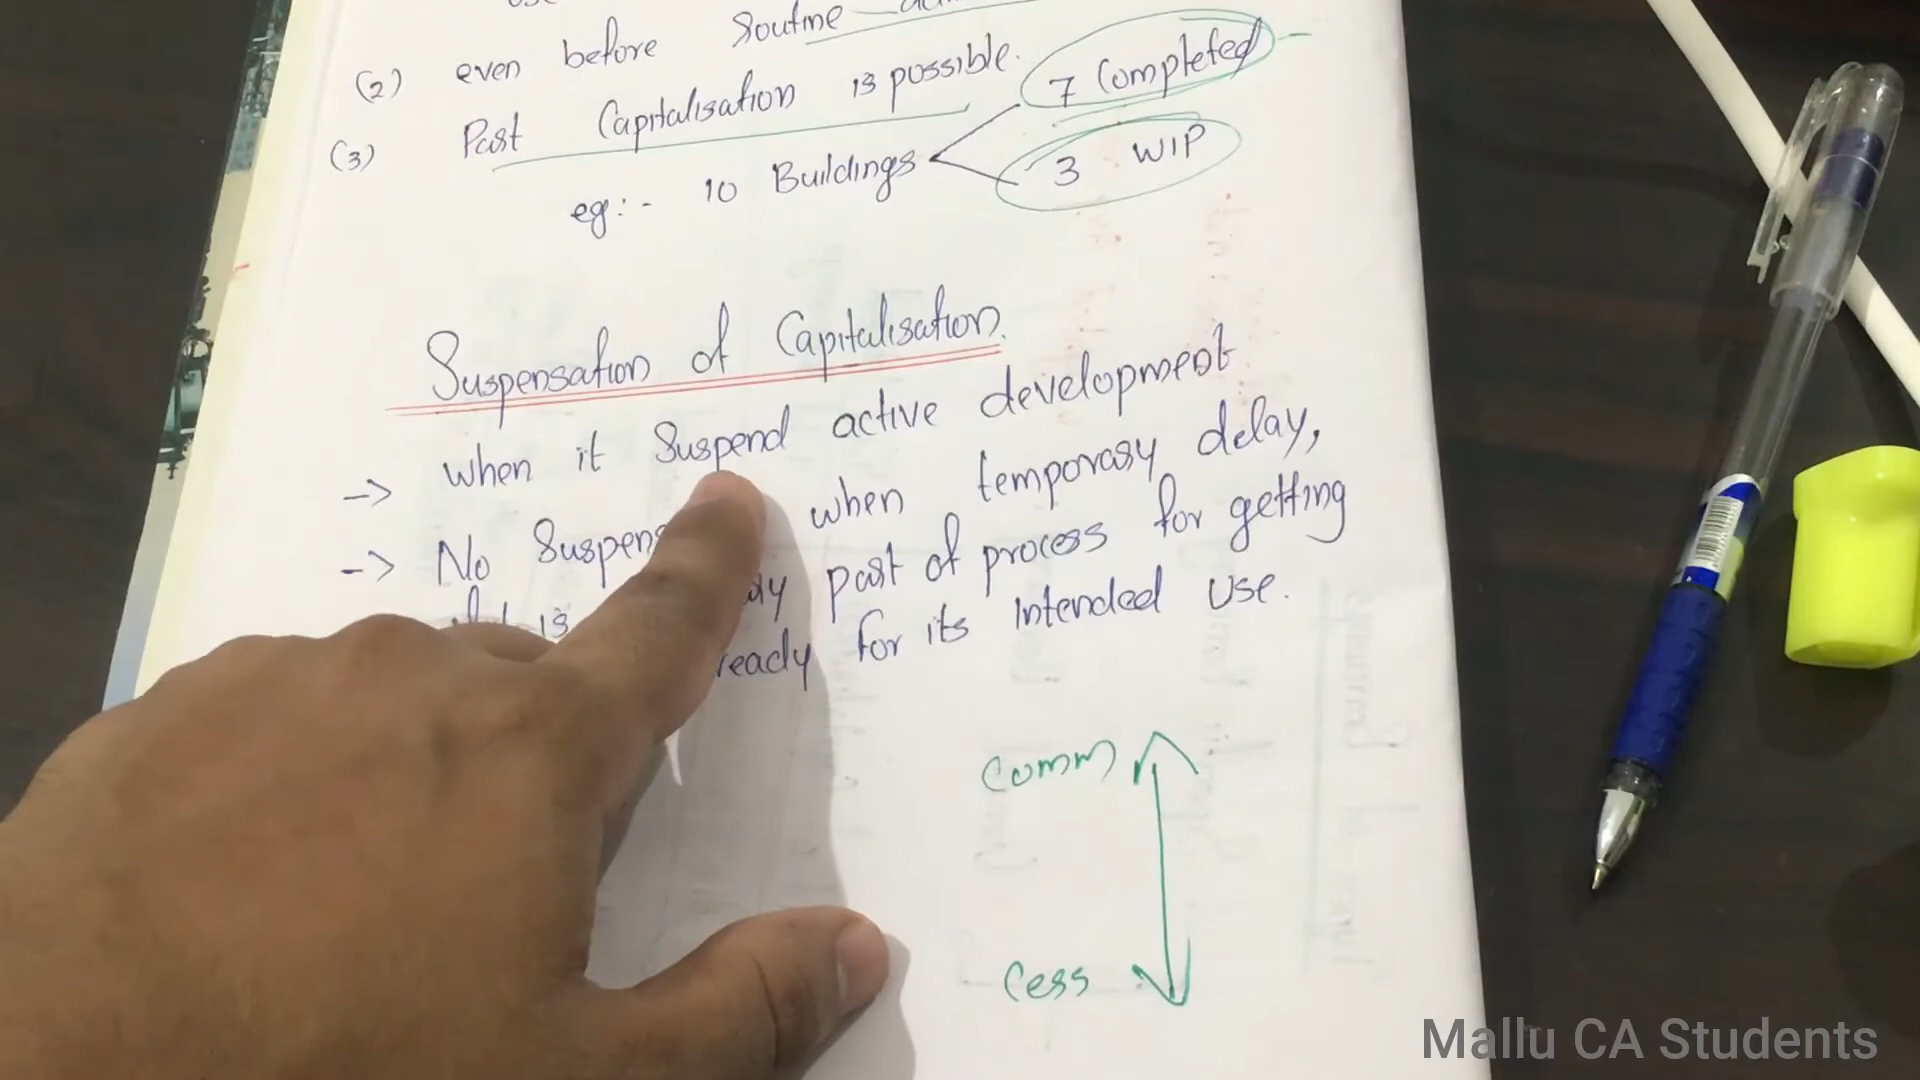 (2) even before Routine
(3) Part Capitalisation is possible.
eg:- 10 Buildings
7 Completed
3 WIP
Suspensation of Capitalisation.
-> when it Suspend active development
-> No when temporary delay,
is part of process for getting
ready for its Intended use.
Comm
Cess
Mallu CA Students